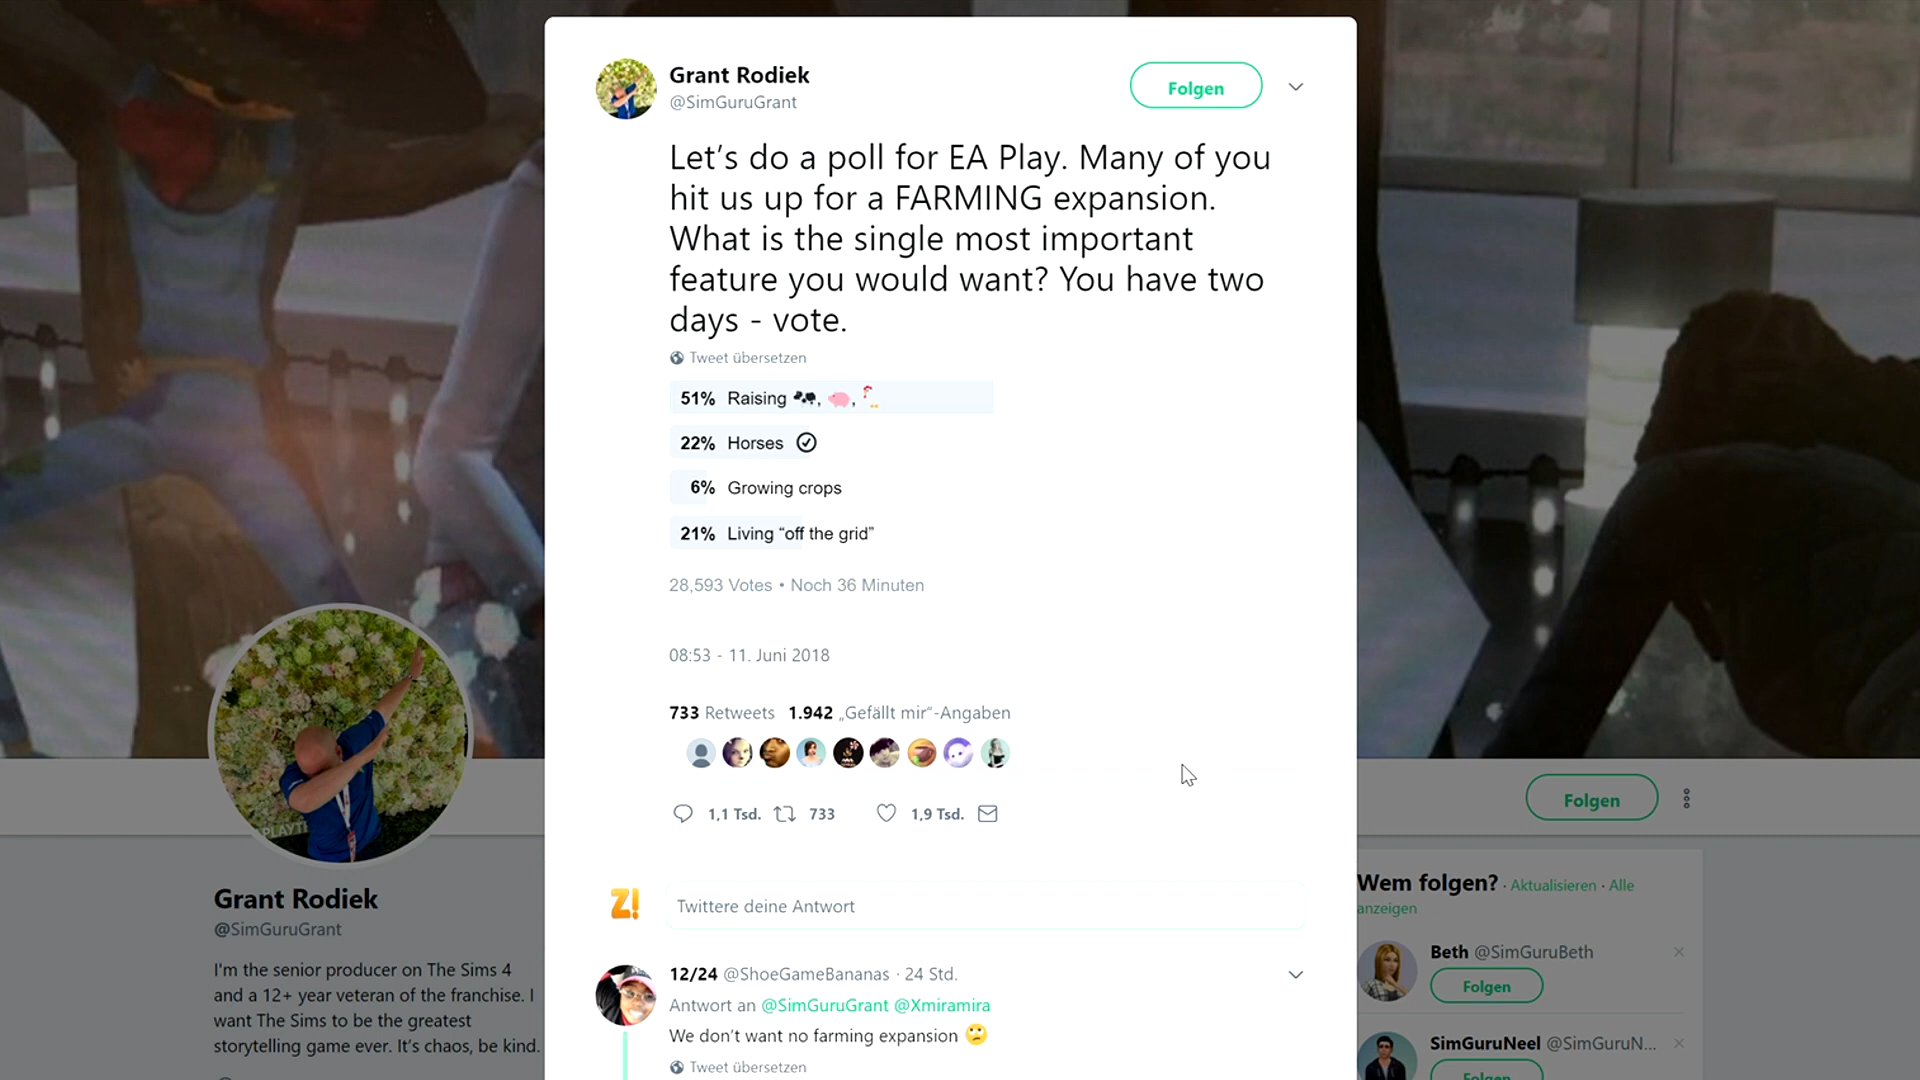 Grant Rodiek
@SimGuruGrant
Folgen
Let’s do a poll for EA Play. Many of you
hit us up for a FARMING expansion.
What is the single most important
feature you would want? You have two
days - vote.
Tweet übersetzen
51% Raising 🐄, 🐖, 🐓
22% Horses
6% Growing crops
21% Living “off the grid”
28,593 Votes • Noch 36 Minuten
08:53 - 11. Juni 2018
733 Retweets 1.942 „Gefällt mir“-Angaben
1,1 Tsd. 733 1,9 Tsd.
Z!
Twittere deine Antwort
12/24 @ShoeGameBananas · 24 Std.
Antwort an @SimGuruGrant @Xmiramira
We don’t want no farming expansion 🙄
Tweet übersetzen
Grant Rodiek
@SimGuruGrant
I'm the senior producer on The Sims 4
and a 12+ year veteran of the franchise. I
want The Sims to be the greatest
storytelling game ever. It’s chaos, be kind.
Folgen
Wem folgen? · Aktualisieren · Alle
anzeigen
Beth @SimGuruBeth
Folgen
SimGuruNeel @SimGuruN...
Folgen